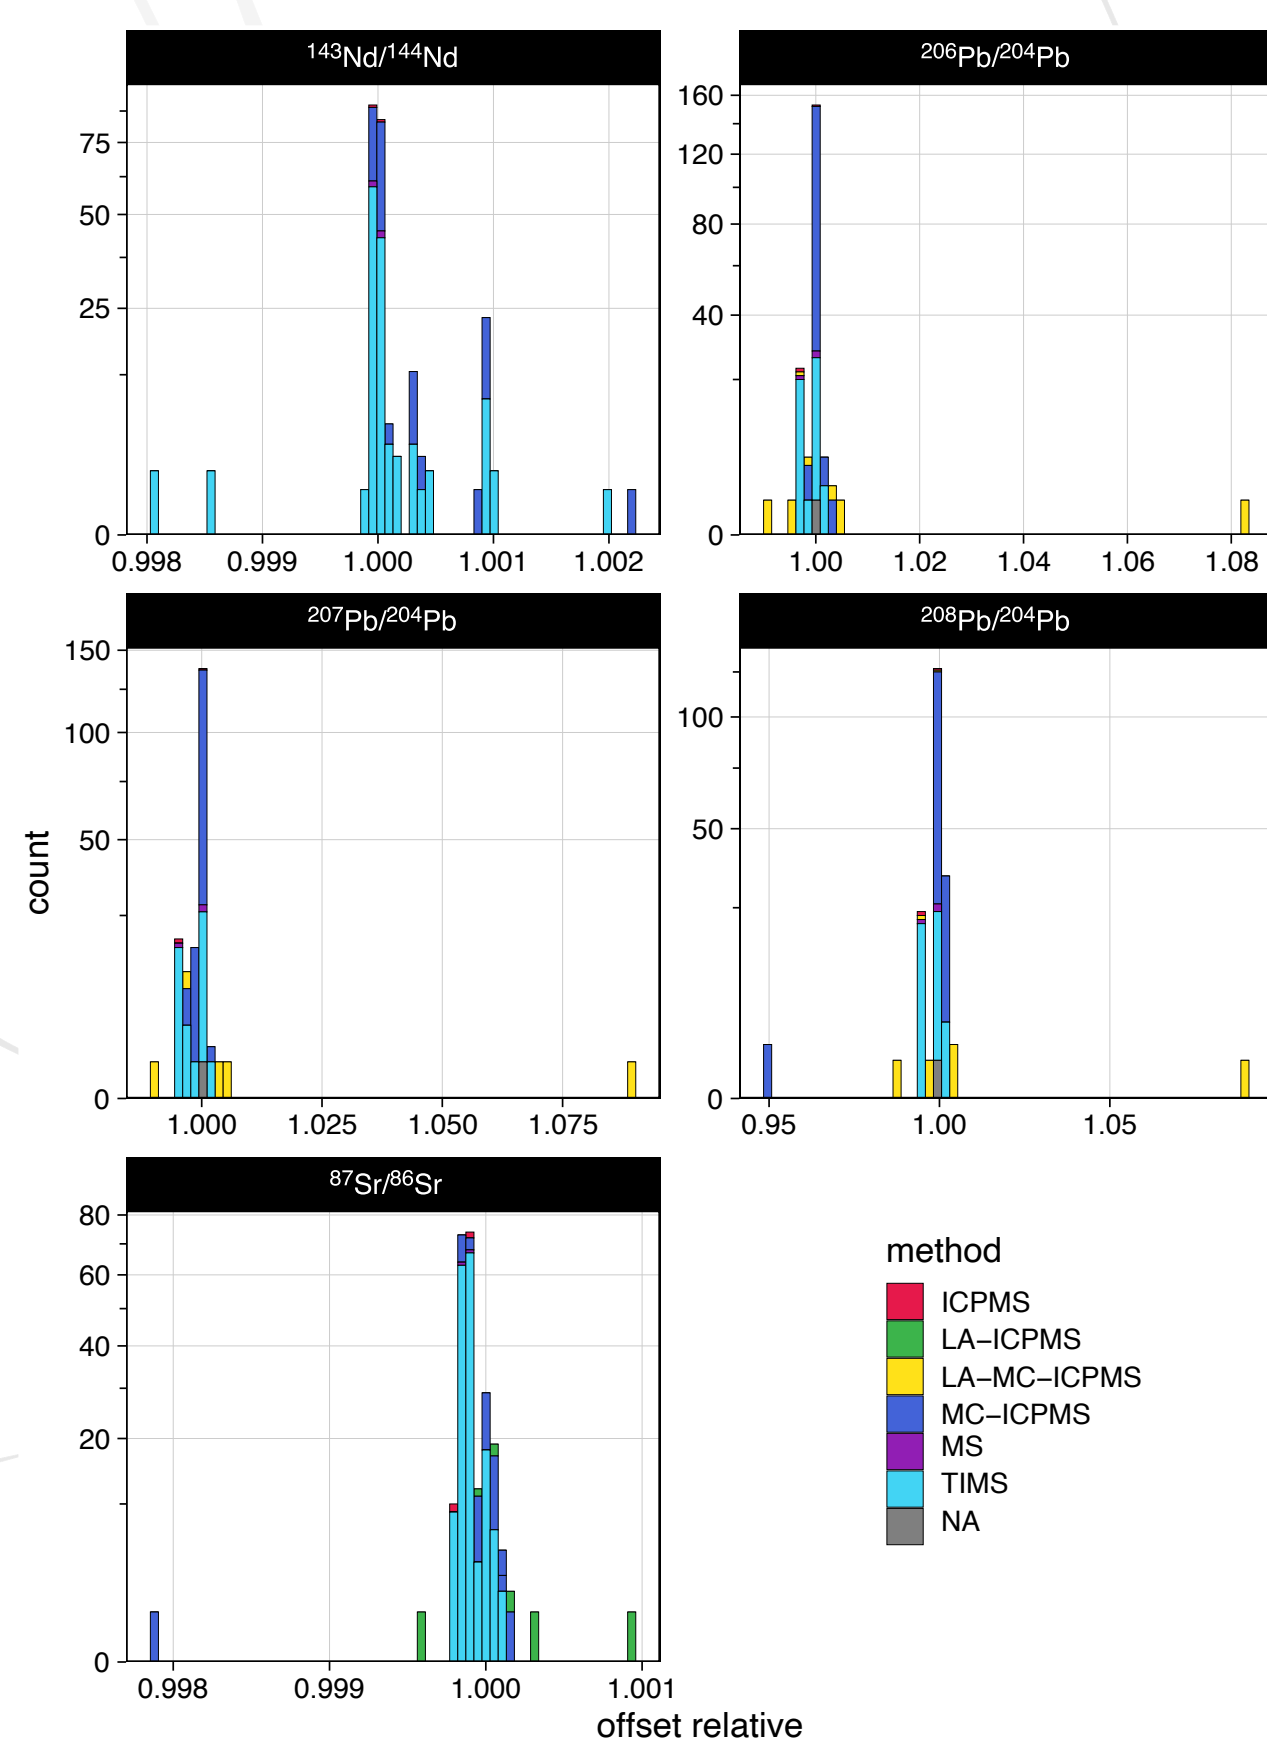 ¹⁴³Nd/¹⁴⁴Nd
75
50
25
0
0.998 0.999 1.000 1.001 1.002
²⁰⁶Pb/²⁰⁴Pb
160
120
80
40
0
1.00 1.02 1.04 1.06 1.08
²⁰⁷Pb/²⁰⁴Pb
150
100
50
0
1.000 1.025 1.050 1.075
²⁰⁸Pb/²⁰⁴Pb
100
50
0
0.95 1.00 1.05
count
⁸⁷Sr/⁸⁶Sr
80
60
40
20
0
0.998 0.999 1.000 1.001
offset relative
method
ICPMS
LA−ICPMS
LA−MC−ICPMS
MC−ICPMS
MS
TIMS
NA